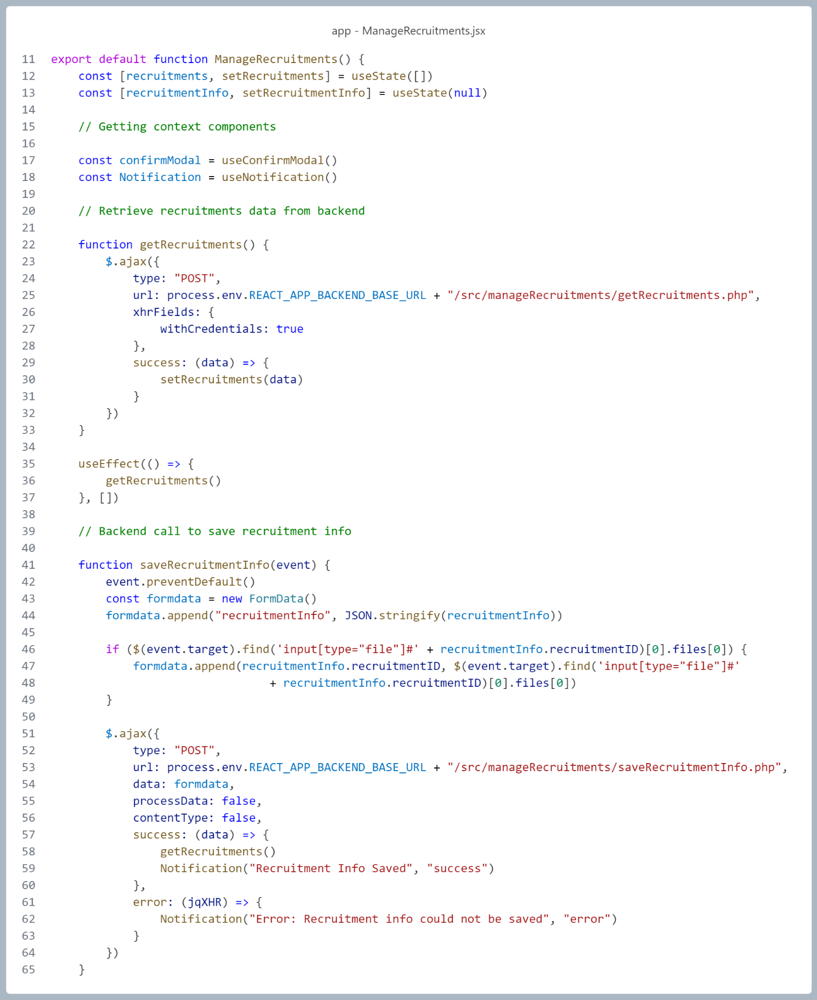 app - ManageRecruitments.jsx
11 export default function ManageRecruitments() {
12     const [recruitments, setRecruitments] = useState([])
13     const [recruitmentInfo, setRecruitmentInfo] = useState(null)
14
15     // Getting context components
16
17     const confirmModal = useConfirmModal()
18     const Notification = useNotification()
19
20     // Retrieve recruitments data from backend
21
22     function getRecruitments() {
23         $.ajax({
24             type: "POST",
25             url: process.env.REACT_APP_BACKEND_BASE_URL + "/src/manageRecruitments/getRecruitments.php",
26             xhrFields: {
27                 withCredentials: true
28             },
29             success: (data) => {
30                 setRecruitments(data)
31             }
32         })
33     }
34
35     useEffect(() => {
36         getRecruitments()
37     }, [])
38
39     // Backend call to save recruitment info
40
41     function saveRecruitmentInfo(event) {
42         event.preventDefault()
43         const formdata = new FormData()
44         formdata.append("recruitmentInfo", JSON.stringify(recruitmentInfo))
45
46         if ($(event.target).find('input[type="file"]#' + recruitmentInfo.recruitmentID)[0].files[0]) {
47             formdata.append(recruitmentInfo.recruitmentID, $(event.target).find('input[type="file"]#'
48                                 + recruitmentInfo.recruitmentID)[0].files[0])
49         }
50
51         $.ajax({
52             type: "POST",
53             url: process.env.REACT_APP_BACKEND_BASE_URL + "/src/manageRecruitments/saveRecruitmentInfo.php",
54             data: formdata,
55             processData: false,
56             contentType: false,
57             success: (data) => {
58                 getRecruitments()
59                 Notification("Recruitment Info Saved", "success")
60             },
61             error: (jqXHR) => {
62                 Notification("Error: Recruitment info could not be saved", "error")
63             }
64         })
65     }